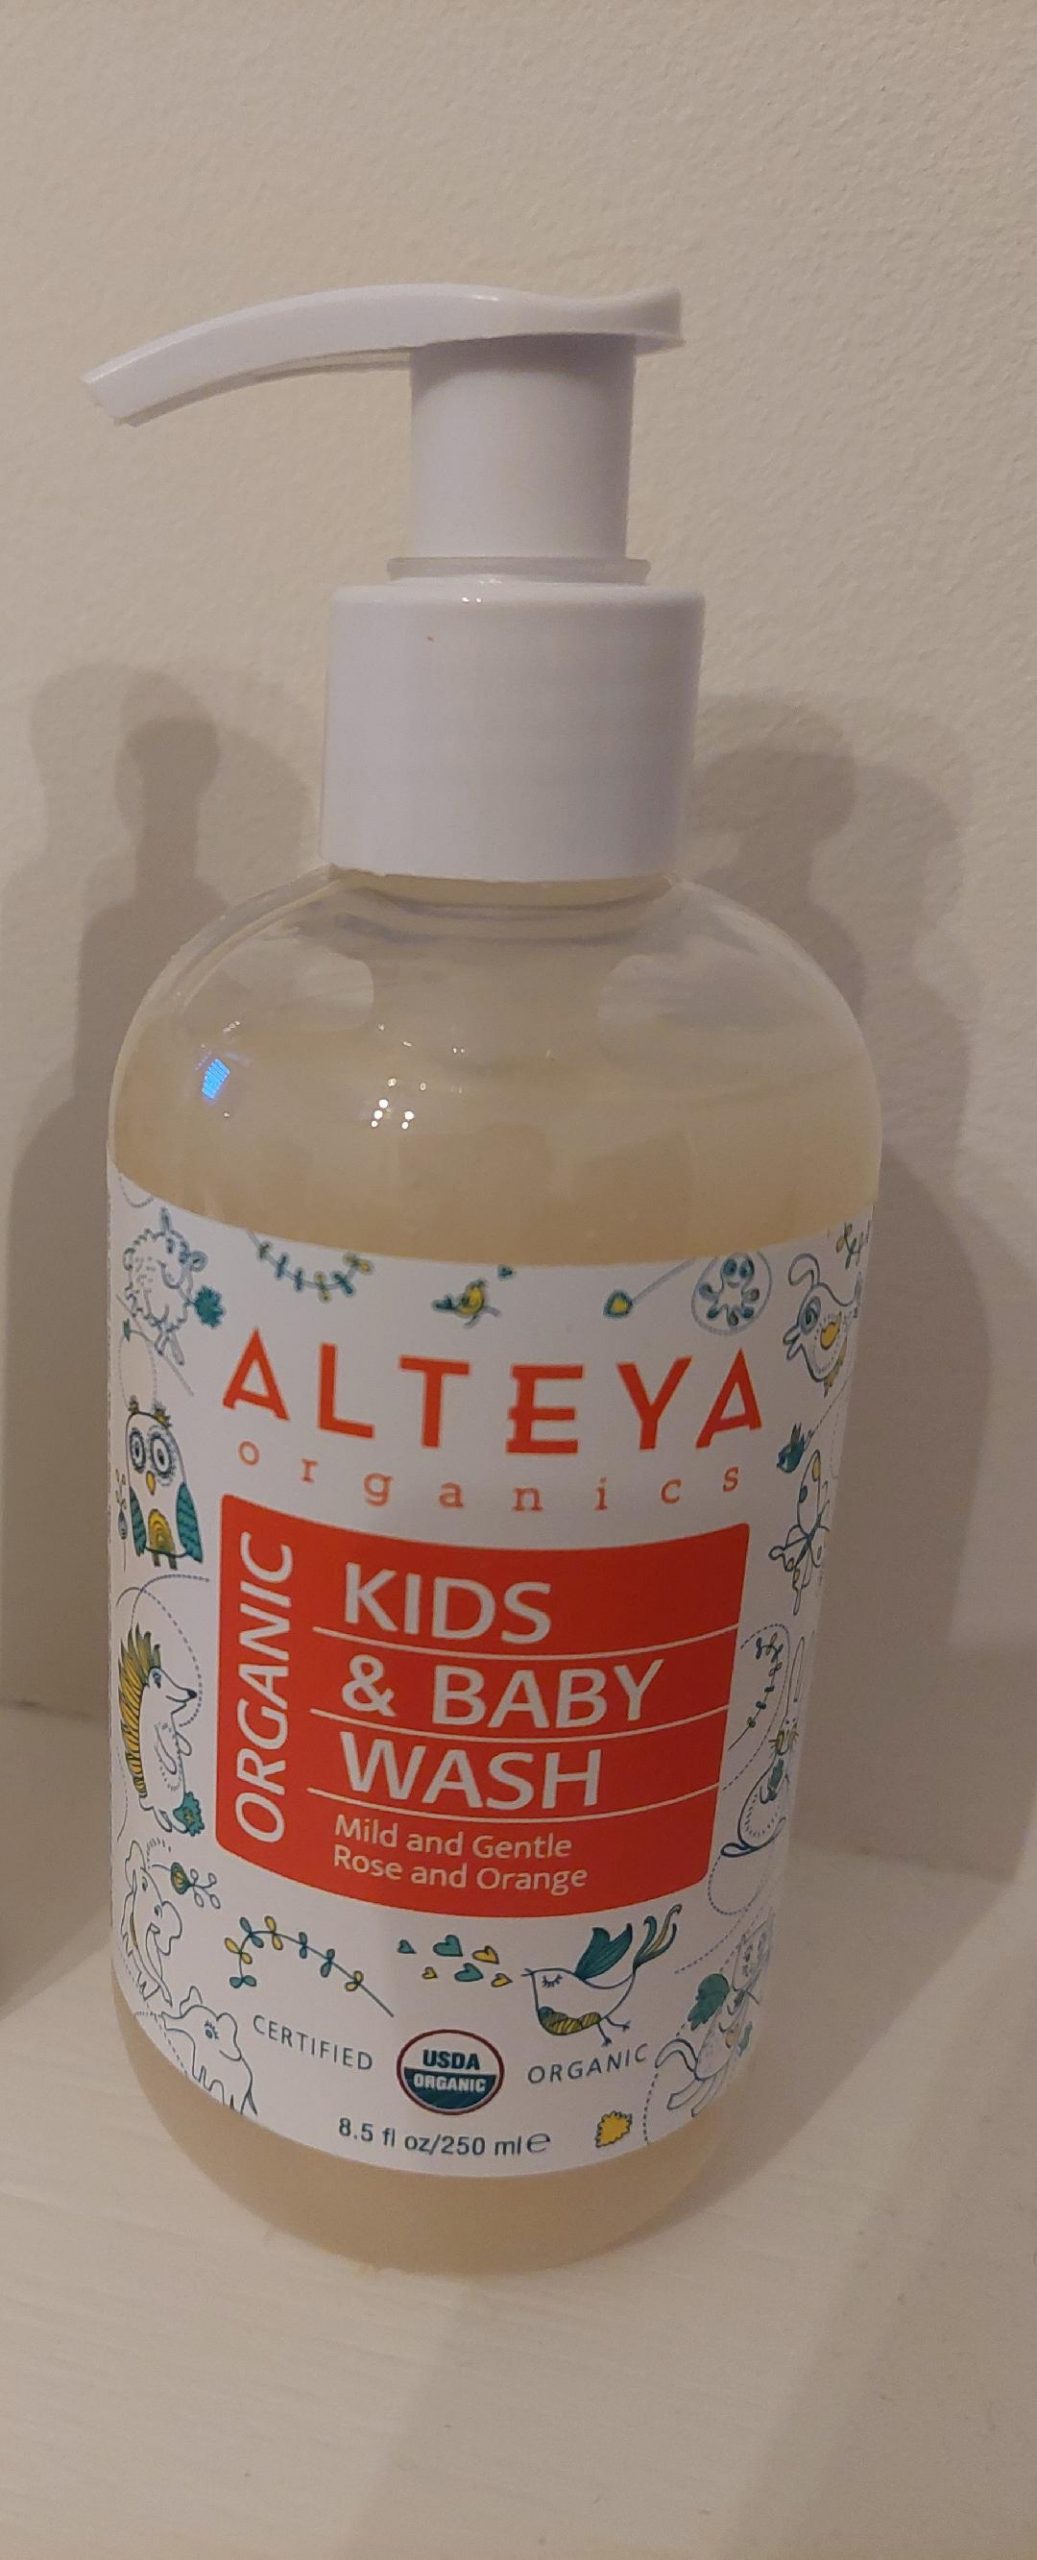 ALTEYA
organics
ORGANIC
KIDS
& BABY
WASH
Mild and Gentle
Rose and Orange
CERTIFIED
USDA
ORGANIC
ORGANIC
8.5 fl oz/250 ml℮